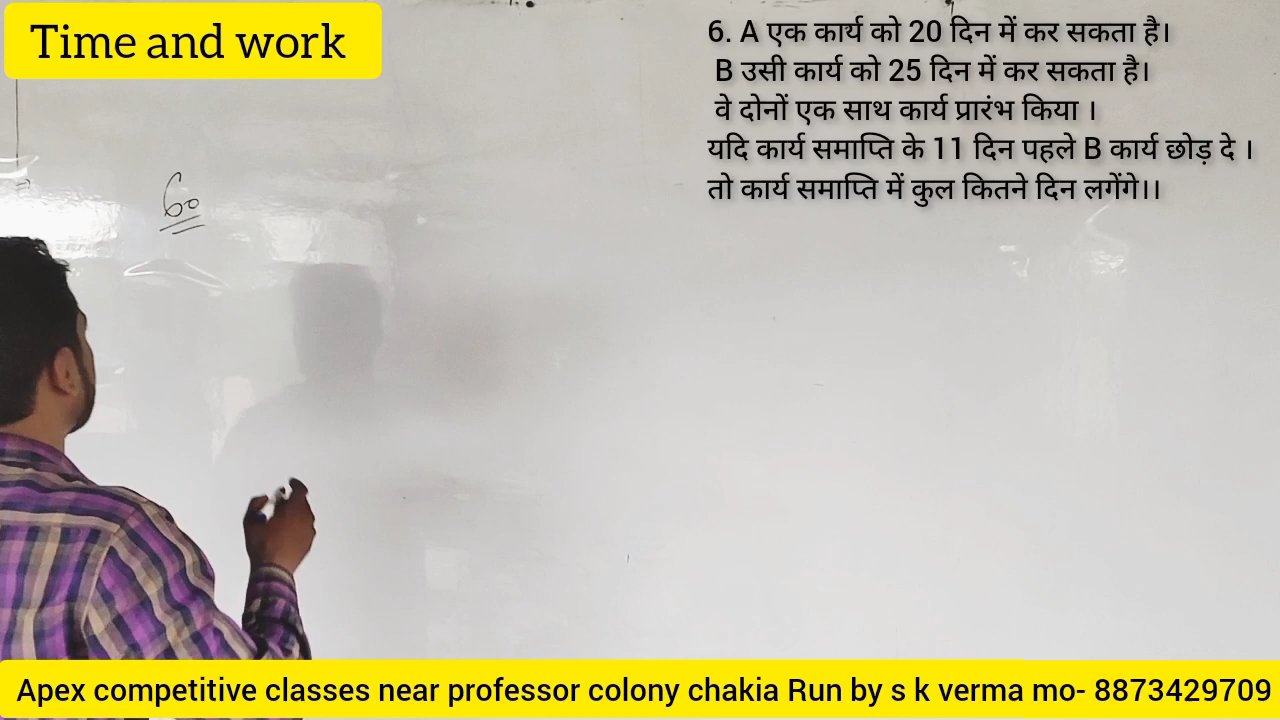 Time and work
6. A एक कार्य को 20 दिन में कर सकता है।
B उसी कार्य को 25 दिन में कर सकता है।
वे दोनों एक साथ कार्य प्रारंभ किया ।
यदि कार्य समाप्ति के 11 दिन पहले B कार्य छोड़ दे ।
तो कार्य समाप्ति में कुल कितने दिन लगेंगे।।
60
Apex competitive classes near professor colony chakia Run by s k verma mo- 8873429709